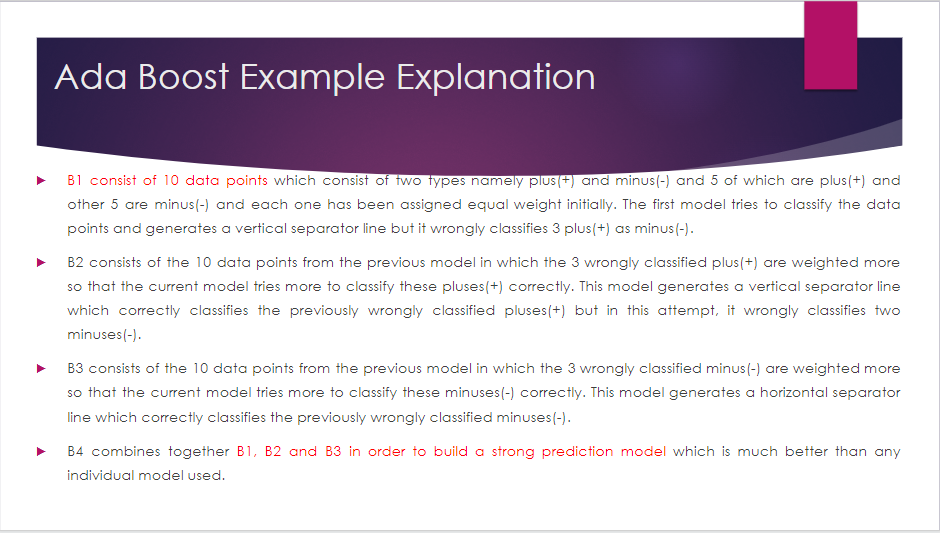 Ada Boost Example Explanation
B1 consist of 10 data points which consist of two types namely plus(+) and minus(-) and 5 of which are plus(+) and
other 5 are minus(-) and each one has been assigned equal weight initially. The first model tries to classify the data
points and generates a vertical separator line but it wrongly classifies 3 plus(+) as minus(-).
B2 consists of the 10 data points from the previous model in which the 3 wrongly classified plus(+) are weighted more
so that the current model tries more to classify these pluses(+) correctly. This model generates a vertical separator line
which correctly classifies the previously wrongly classified pluses(+) but in this attempt, it wrongly classifies two
minuses(-).
B3 consists of the 10 data points from the previous model in which the 3 wrongly classified minus(-) are weighted more
so that the current model tries more to classify these minuses(-) correctly. This model generates a horizontal separator
line which correctly classifies the previously wrongly classified minuses(-).
B4 combines together B1, B2 and B3 in order to build a strong prediction model which is much better than any
individual model used.